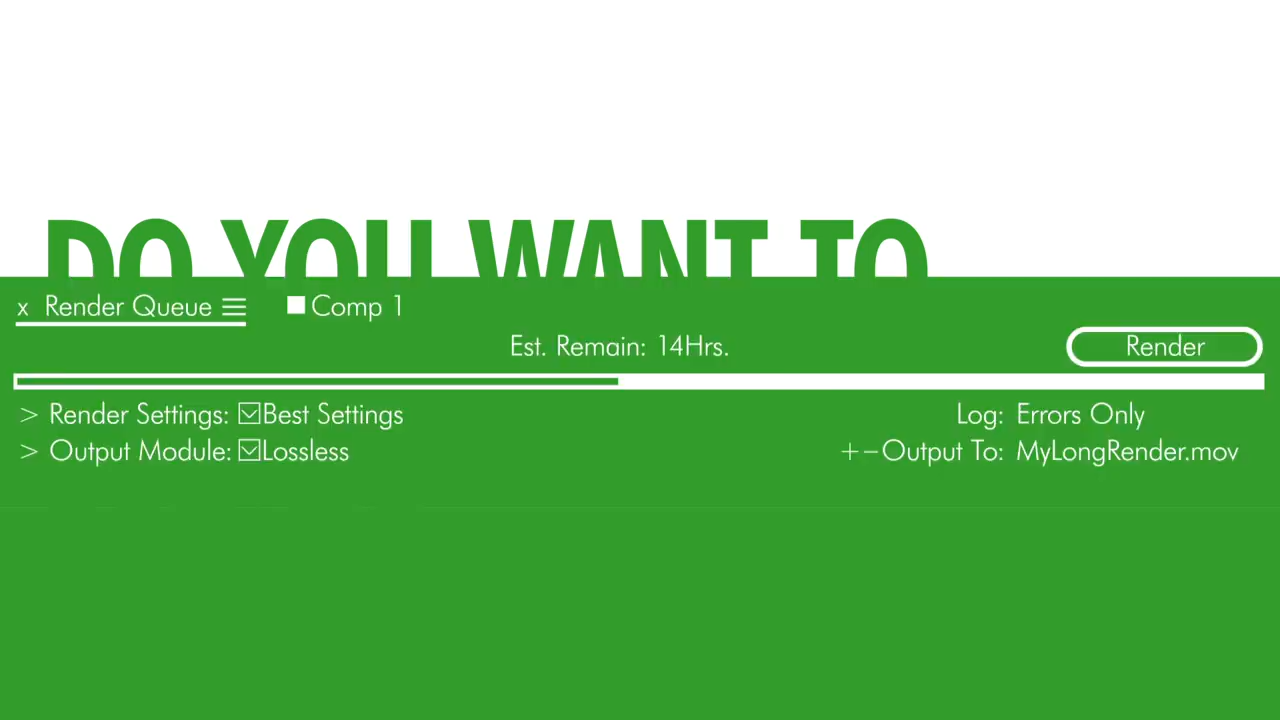 DO YOU WANT TO
x Render Queue ☰ Comp 1
Est. Remain: 14Hrs.
Render
> Render Settings: Best Settings
Log: Errors Only
> Output Module: Lossless
+−Output To: MyLongRender.mov